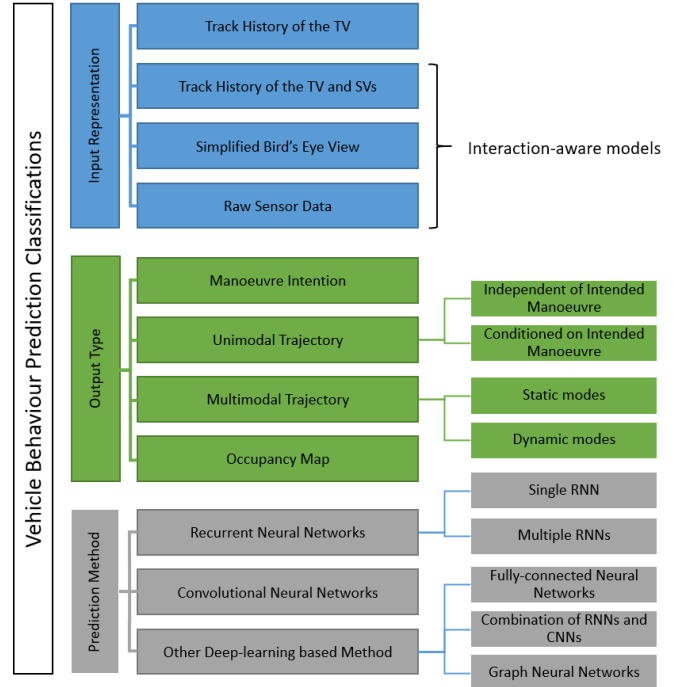 Vehicle Behaviour Prediction Classifications
Input Representation
Track History of the TV
Track History of the TV and SVs
Simplified Bird's Eye View
Raw Sensor Data
Interaction-aware models
Output Type
Manoeuvre Intention
Unimodal Trajectory
Independent of Intended
Manoeuvre
Conditioned on Intended
Manoeuvre
Multimodal Trajectory
Static modes
Dynamic modes
Occupancy Map
Prediction Method
Recurrent Neural Networks
Single RNN
Multiple RNNs
Convolutional Neural Networks
Other Deep-learning based Method
Fully-connected Neural
Networks
Combination of RNNs and
CNNs
Graph Neural Networks